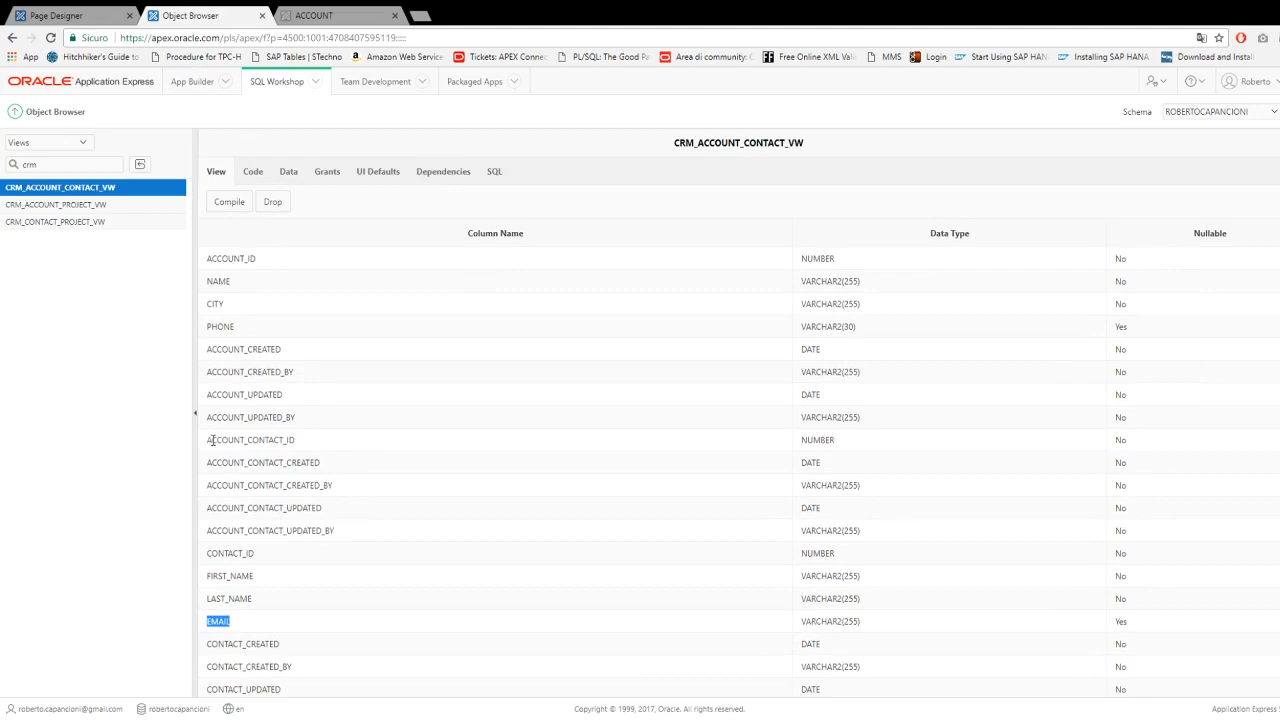 Page Designer
Object Browser
ACCOUNT
Sicuro
https://apex.oracle.com/pls/apex/f?p=4500:1001:4708407595119::::
App
Hitchhiker's Guide to
Procedure for TPC-H
SAP Tables | STechno
Amazon Web Service
Tickets: APEX Connec
PL/SQL: The Good Pa
Area di community: C
Free Online XML Vali
MMS
Login
Start Using SAP HAN
Installing SAP HANA
Download and Instal
ORACLE Application Express
App Builder
SQL Workshop
Team Development
Packaged Apps
Roberto
Object Browser
Schema
ROBERTOCAPANCIONI
Views
crm
CRM_ACCOUNT_CONTACT_VW
CRM_ACCOUNT_PROJECT_VW
CRM_CONTACT_PROJECT_VW
CRM_ACCOUNT_CONTACT_VW
View Code Data Grants UI Defaults Dependencies SQL
Compile Drop
Column Name Data Type Nullable
ACCOUNT_ID NUMBER No
NAME VARCHAR2(255) No
CITY VARCHAR2(255) No
PHONE VARCHAR2(30) Yes
ACCOUNT_CREATED DATE No
ACCOUNT_CREATED_BY VARCHAR2(255) No
ACCOUNT_UPDATED DATE No
ACCOUNT_UPDATED_BY VARCHAR2(255) No
ACCOUNT_CONTACT_ID NUMBER No
ACCOUNT_CONTACT_CREATED DATE No
ACCOUNT_CONTACT_CREATED_BY VARCHAR2(255) No
ACCOUNT_CONTACT_UPDATED DATE No
ACCOUNT_CONTACT_UPDATED_BY VARCHAR2(255) No
CONTACT_ID NUMBER No
FIRST_NAME VARCHAR2(255) No
LAST_NAME VARCHAR2(255) No
EMAIL VARCHAR2(255) Yes
CONTACT_CREATED DATE No
CONTACT_CREATED_BY VARCHAR2(255) No
CONTACT_UPDATED DATE No
roberto.capancioni@gmail.com
robertocapancioni
en
Copyright © 1999, 2017, Oracle. All rights reserved.
Application Express